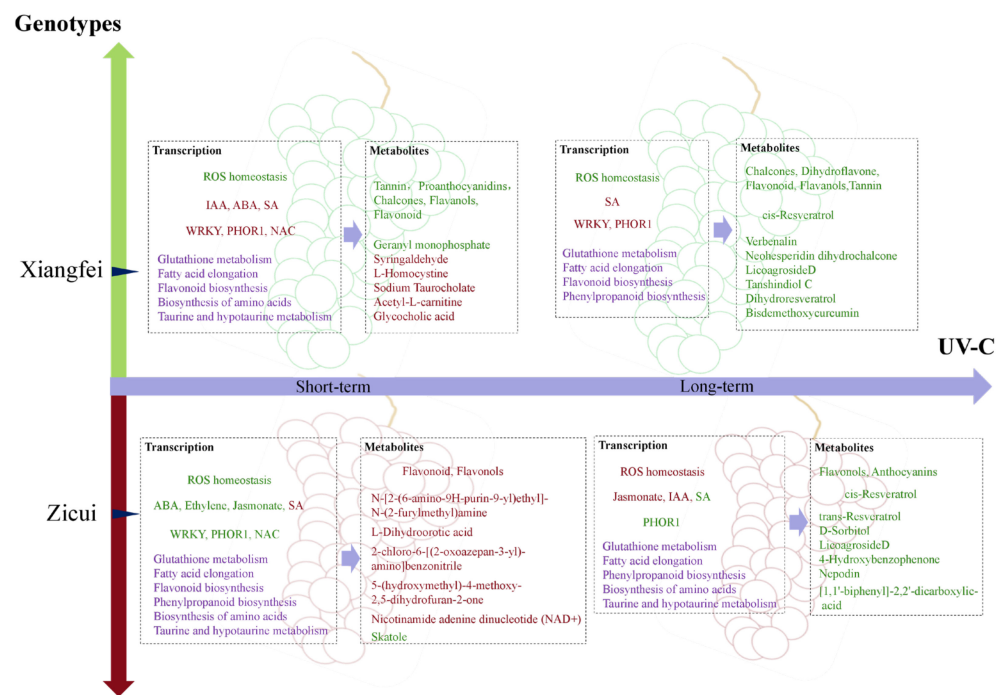 Genotypes
Transcription
ROS homeostasis
IAA, ABA, SA
WRKY, PHOR1, NAC
Glutathione metabolism
Fatty acid elongation
Flavonoid biosynthesis
Biosynthesis of amino acids
Taurine and hypotaurine metabolism
Metabolites
Tannin, Proanthocyanidins,
Chalcones, Flavanols,
Flavonoid
Geranyl monophosphate
Syringaldehyde
L-Homocystine
Sodium Taurocholate
Acetyl-L-carnitine
Glycocholic acid
Transcription
ROS homeostasis
SA
WRKY, PHOR1
Glutathione metabolism
Fatty acid elongation
Flavonoid biosynthesis
Phenylpropanoid biosynthesis
Metabolites
Chalcones, Dihydroflavone,
Flavonoid, Flavanols,Tannin
cis-Resveratrol
Verbenalin
Neohesperidin dihydrochalcone
LicoagrosideD
Tanshindiol C
Dihydroresveratrol
Bisdemethoxycurcumin
Xiangfei
UV-C
Short-term
Long-term
Zicui
Transcription
ROS homeostasis
ABA, Ethylene, Jasmonate, SA
WRKY, PHOR1, NAC
Glutathione metabolism
Fatty acid elongation
Flavonoid biosynthesis
Phenylpropanoid biosynthesis
Biosynthesis of amino acids
Taurine and hypotaurine metabolism
Metabolites
Flavonoid, Flavonols
N-[2-(6-amino-9H-purin-9-yl)ethyl]-
N-(2-furylmethyl)amine
L-Dihydroorotic acid
2-chloro-6-[(2-oxoazepan-3-yl)-
amino]benzonitrile
5-(hydroxymethyl)-4-methoxy-
2,5-dihydrofuran-2-one
Nicotinamide adenine dinucleotide (NAD+)
Skatole
Transcription
ROS homeostasis
Jasmonate, IAA, SA
PHOR1
Glutathione metabolism
Fatty acid elongation
Phenylpropanoid biosynthesis
Biosynthesis of amino acids
Taurine and hypotaurine metabolism
Metabolites
Flavonols, Anthocyanins
cis-Resveratrol
trans-Resveratrol
D-Sorbitol
LicoagrosideD
4-Hydroxybenzophenone
Nepodin
[1,1'-biphenyl]-2,2'-dicarboxylic-
acid